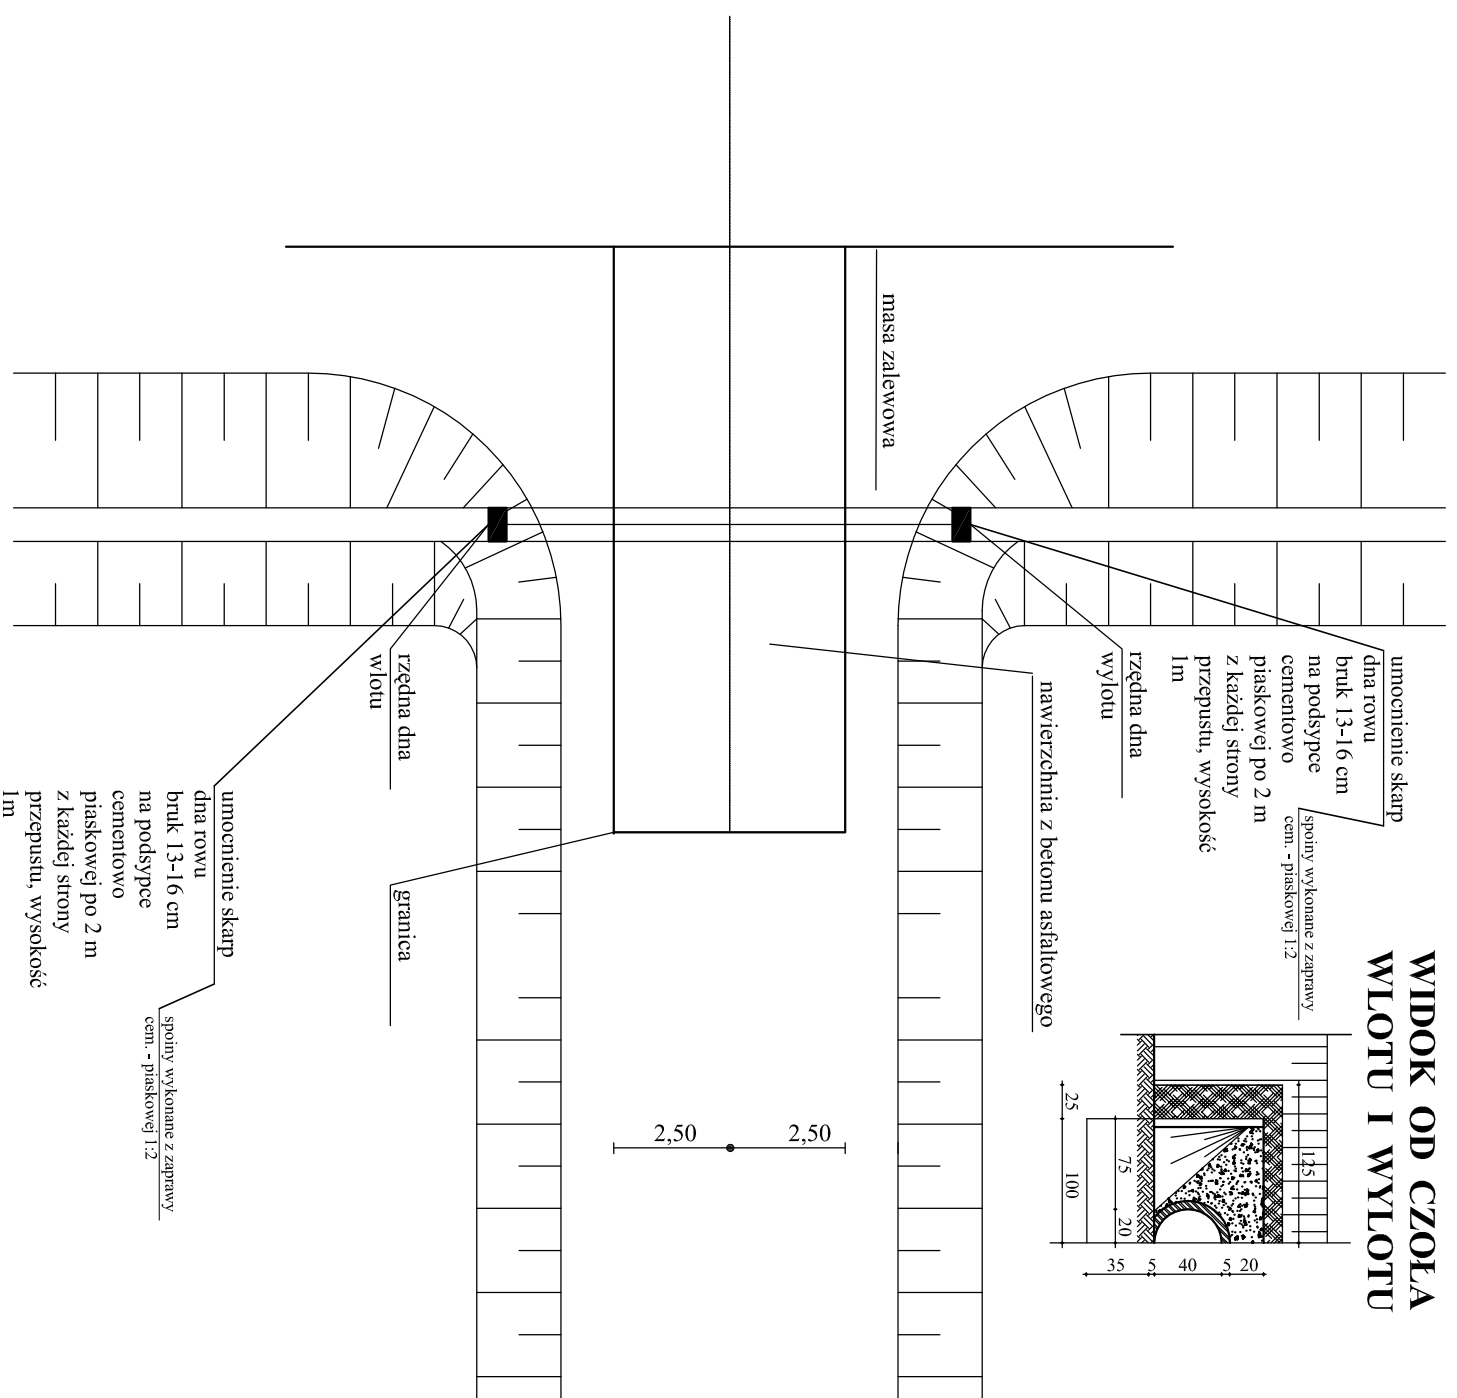 WIDOK OD CZOŁA
WLOTU I WYLOTU
umocnienie skarp
dna rowu
bruk 13-16 cm
na podsypce
cementowo
piaskowej po 2 m
z każdej strony
przepustu, wysokość
1m
spoiny wykonane z zaprawy
cem. - piaskowej 1:2
rzędna dna
wylotu
masa zalewowa
nawierzchnia z betonu asfaltowego
125
25
75
20
100
35
5
40
5
20
2,50
2,50
rzędna dna
wlotu
granica
umocnienie skarp
dna rowu
bruk 13-16 cm
na podsypce
cementowo
piaskowej po 2 m
z każdej strony
przepustu, wysokość
1m
spoiny wykonane z zaprawy
cem. - piaskowej 1:2